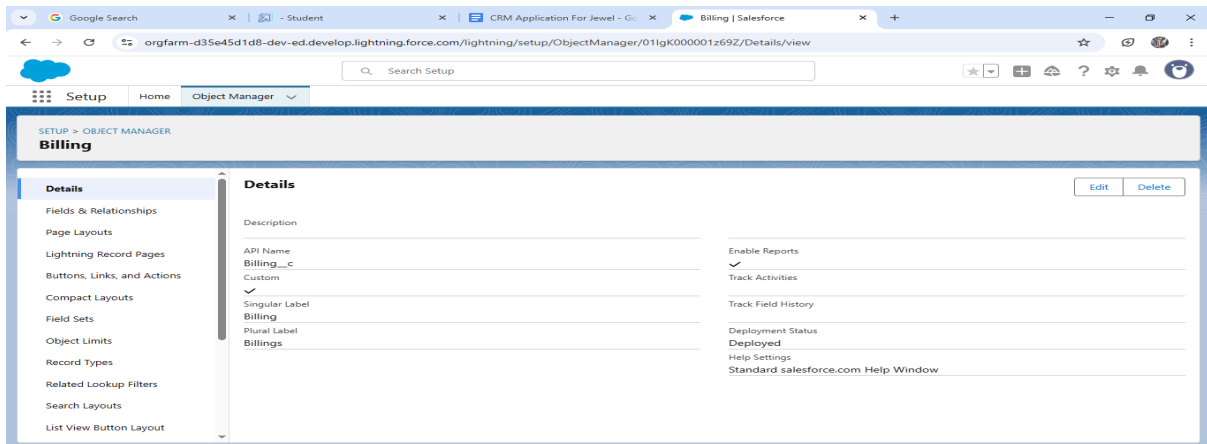 Google Search
- Student
CRM Application For Jewel - Go
Billing | Salesforce
orgfarm-d35e45d1d8-dev-ed.develop.lightning.force.com/lightning/setup/ObjectManager/01IgK000001z69Z/Details/view
Search Setup
Setup
Home
Object Manager
SETUP > OBJECT MANAGER
Billing
Details
Fields & Relationships
Page Layouts
Lightning Record Pages
Buttons, Links, and Actions
Compact Layouts
Field Sets
Object Limits
Record Types
Related Lookup Filters
Search Layouts
List View Button Layout
Details
Edit
Delete
Description
API Name
Billing__c
Custom
Singular Label
Billing
Plural Label
Billings
Enable Reports
Track Activities
Track Field History
Deployment Status
Deployed
Help Settings
Standard salesforce.com Help Window